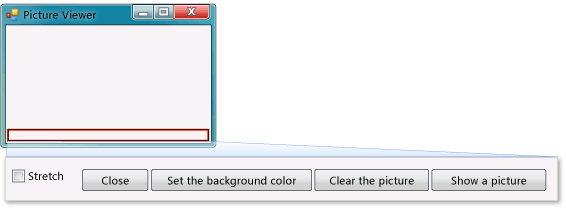 Picture Viewer
Stretch
Close
Set the background color
Clear the picture
Show a picture